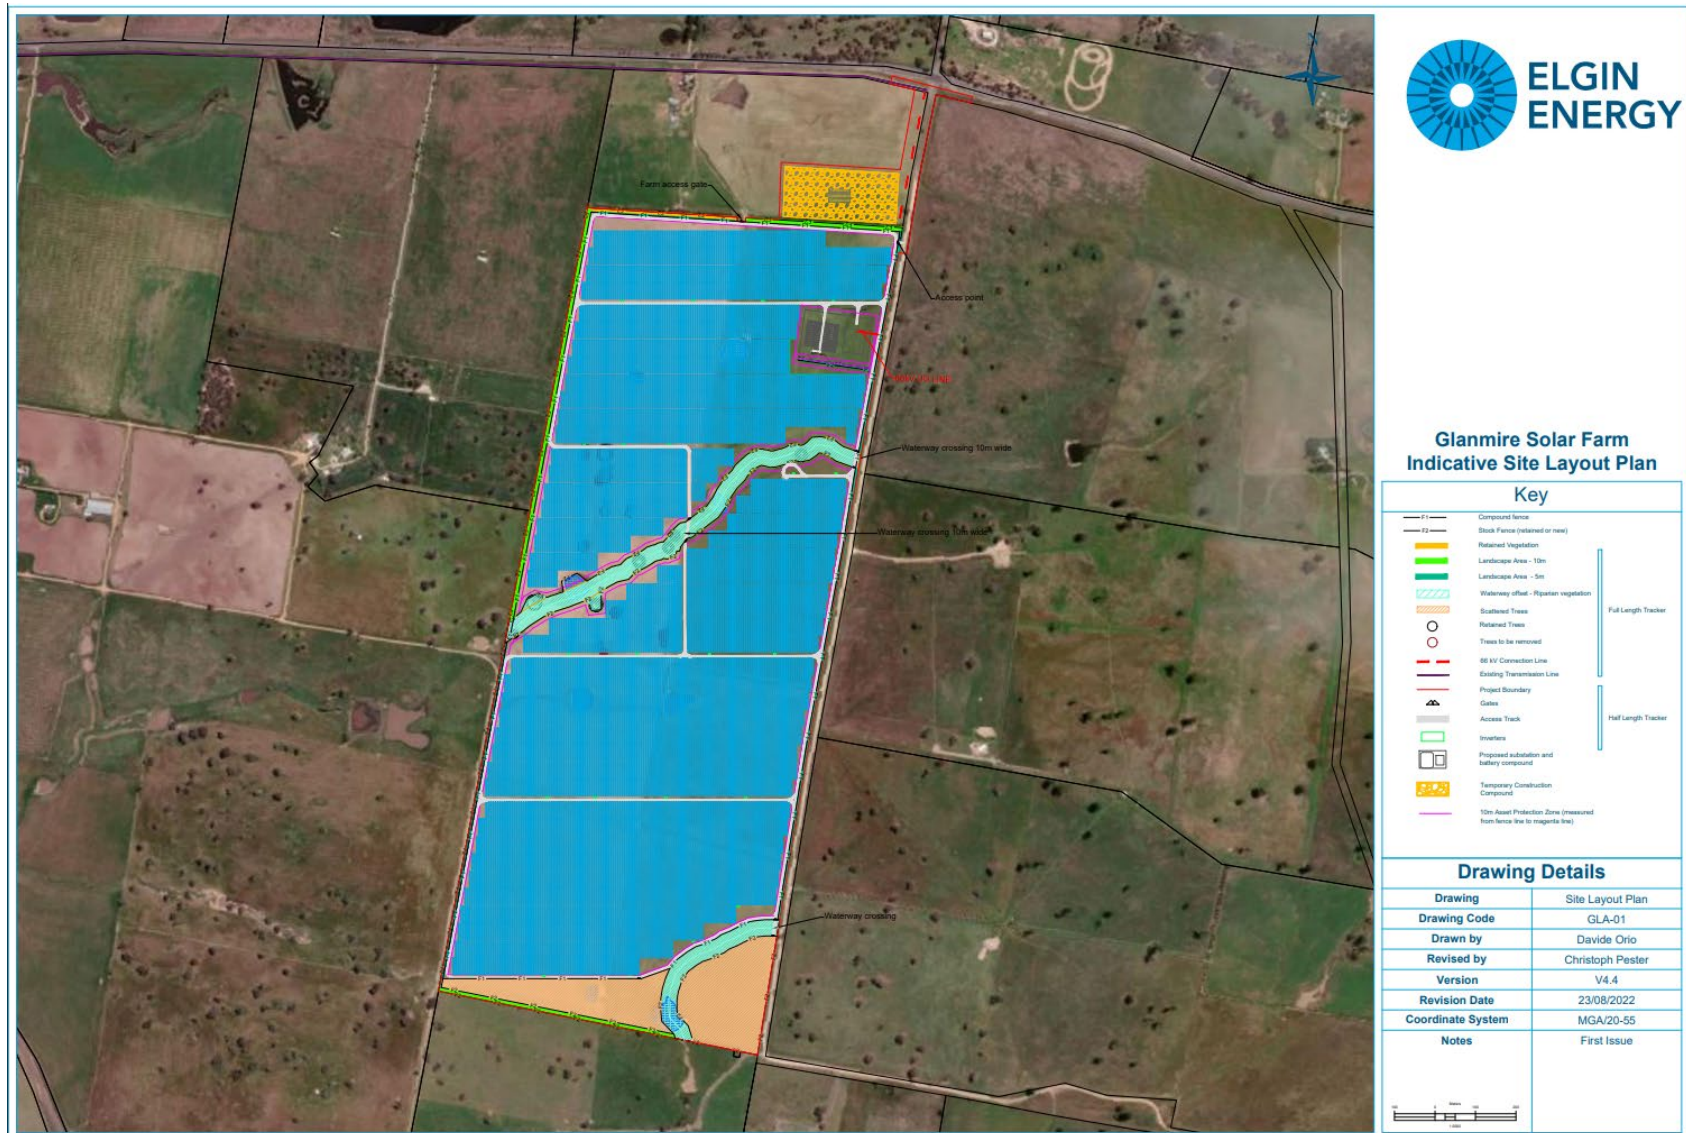 ELGIN
ENERGY
Farm access gate
Access point
Waterway crossing 10m wide
Waterway crossing 10m wide
Waterway crossing
Glanmire Solar Farm
Indicative Site Layout Plan
Key
F1 Compound fence
F2 Stock Fence (retained or new)
Retained Vegetation
Landscape Area - 10m
Landscape Area - 5m
Waterway offset - Riparian vegetation
Scattered Trees
Full Length Tracker
Retained Trees
Trees to be removed
66 kV Connection Line
Existing Transmission Line
Project Boundary
Gates
Access Track
Half Length Tracker
Inverters
Proposed substation and
battery compound
Temporary Construction
Compound
10m Asset Protection Zone (measured
from fence line to magenta line)
Drawing Details
Drawing Site Layout Plan
Drawing Code GLA-01
Drawn by Davide Orio
Revised by Christoph Pester
Version V4.4
Revision Date 23/08/2022
Coordinate System MGA/20-55
Notes First Issue